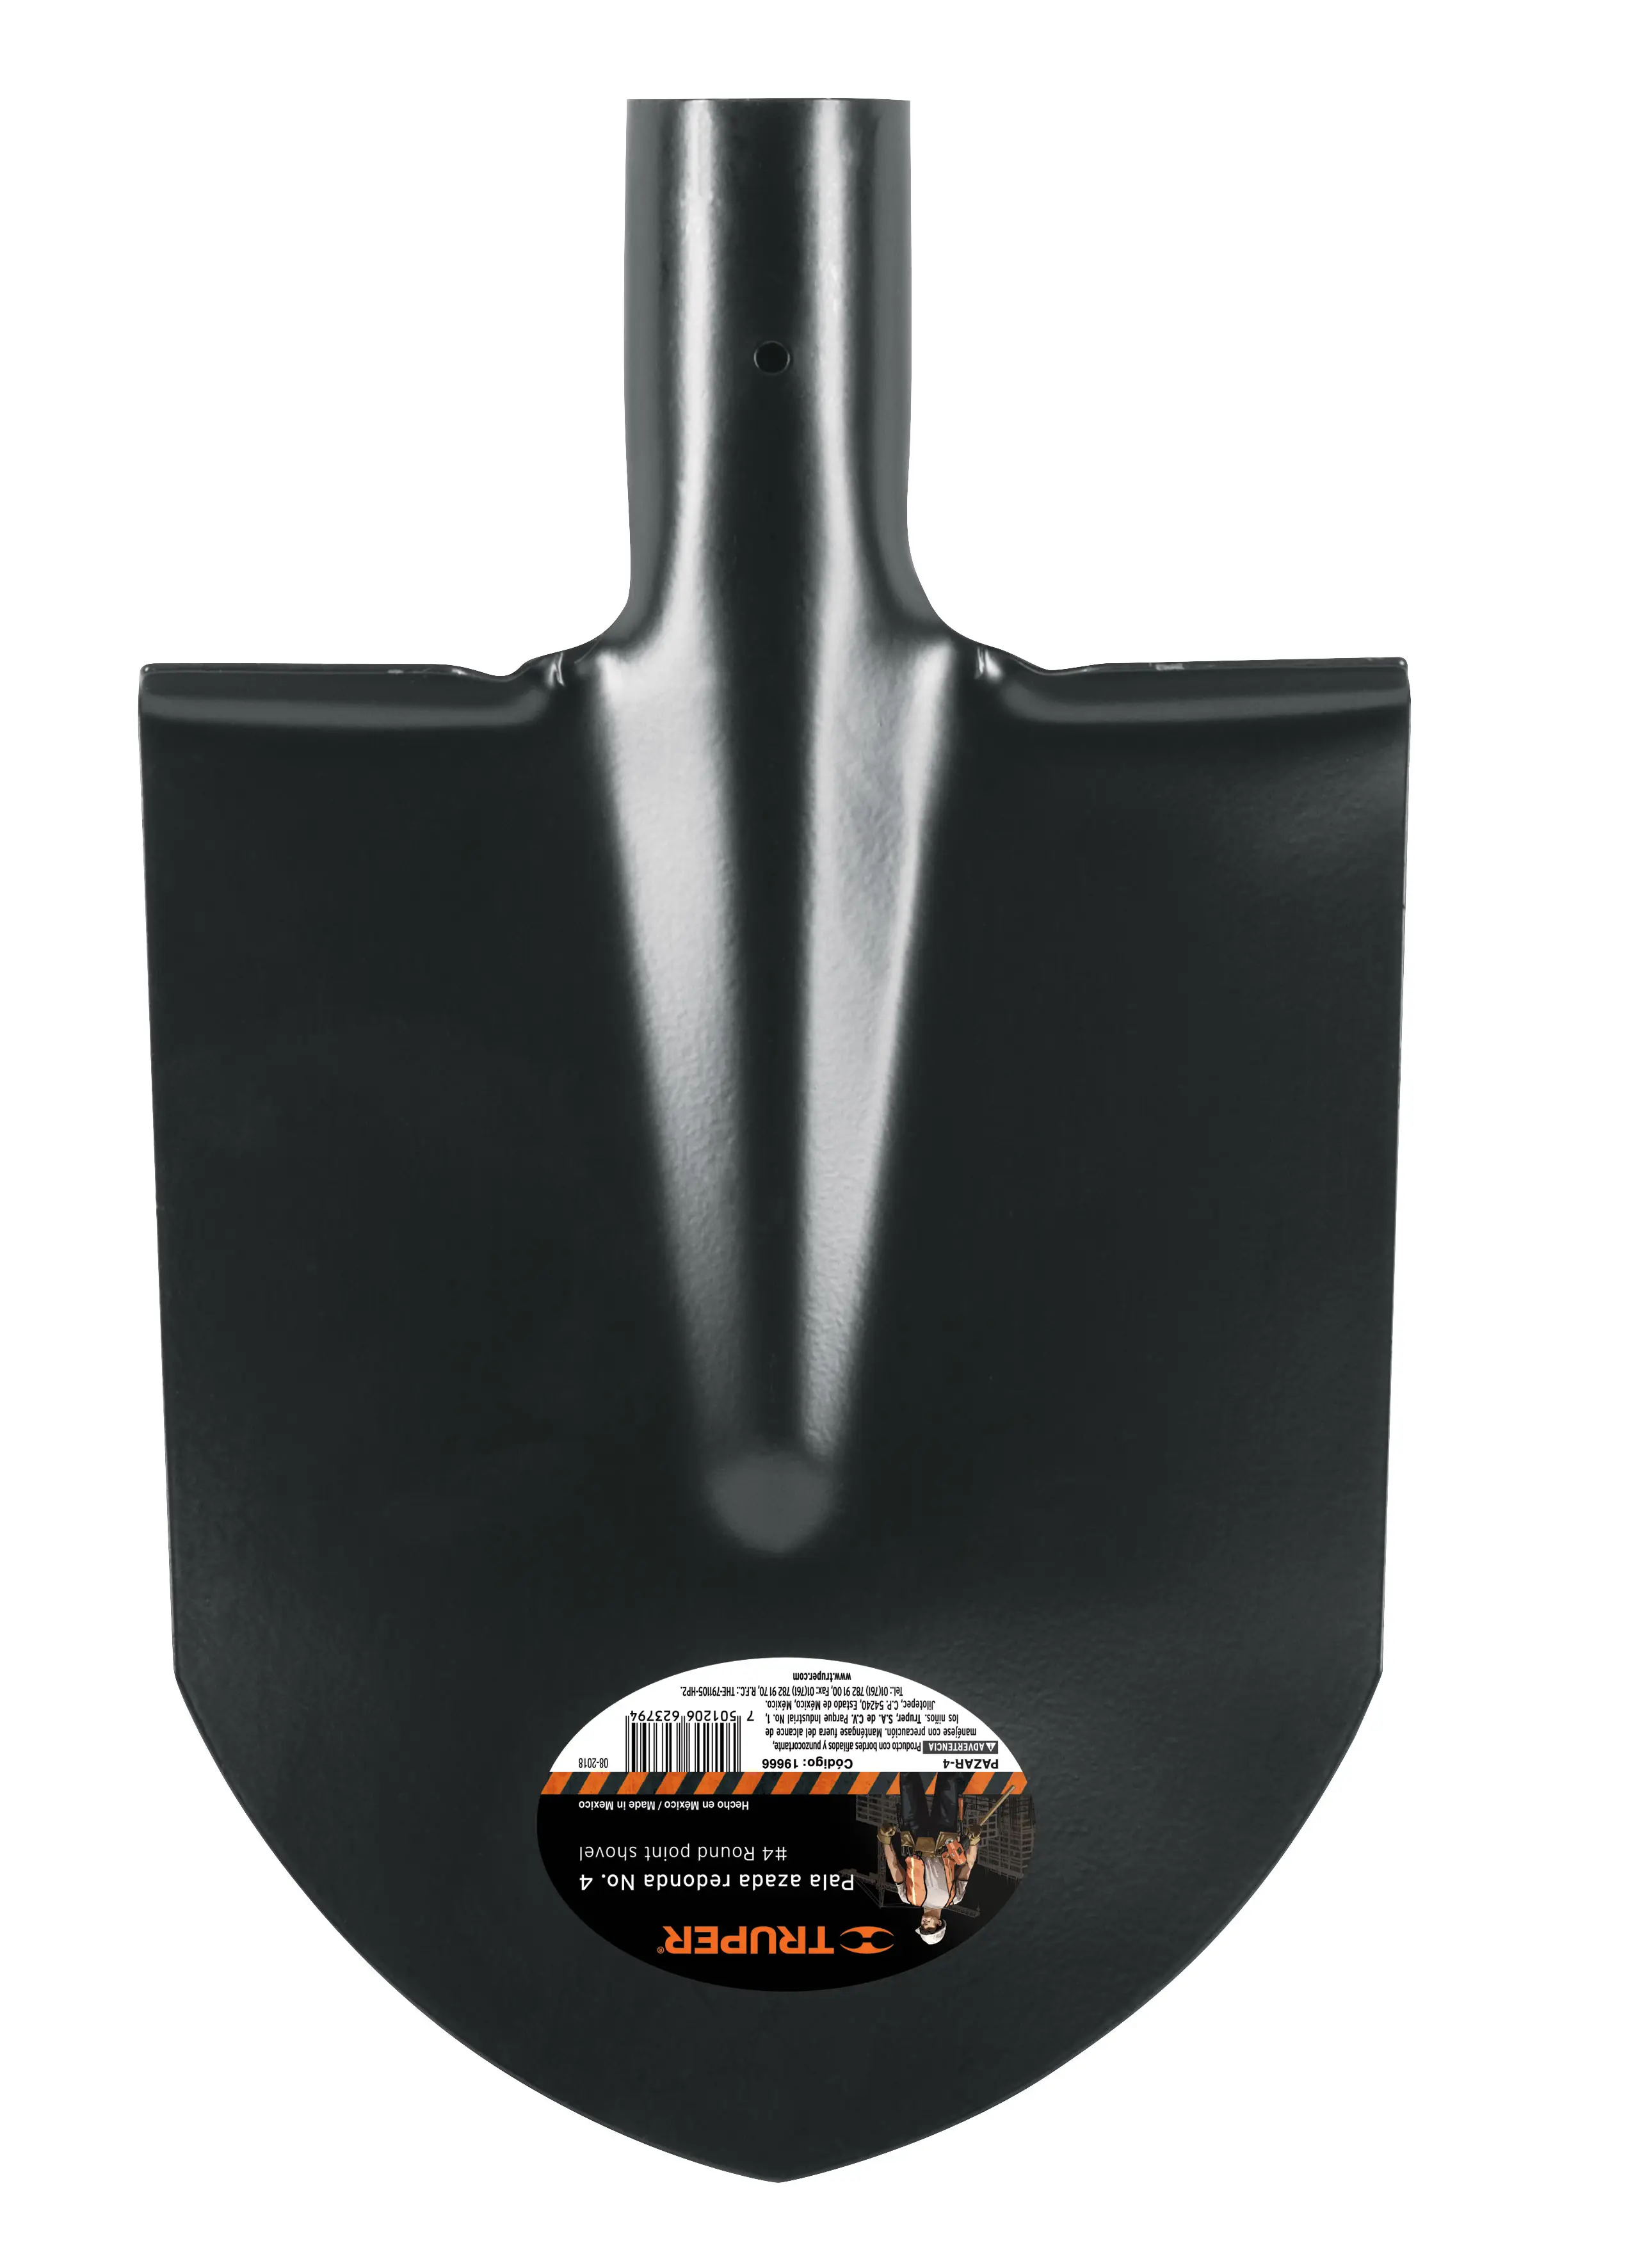 TRUPER®
Pala azada redonda No. 4
#4 Round point shovel
Hecho en México / Made in Mexico
PAZAR-4 Código: 19666
08-2018
ADVERTENCIA Producto con bordes afilados y punzocortante,
manéjese con precaución. Manténgase fuera del alcance de
los niños. Truper, S.A. de C.V. Parque Industrial No. 1,
Jilotepec, C.P. 54240, Estado de México, México.
Tel.: 01(761) 782 91 00, Fax: 01(761) 782 91 70, R.F.C.: THE-791105-HP2.
www.truper.com
7 501206 623794